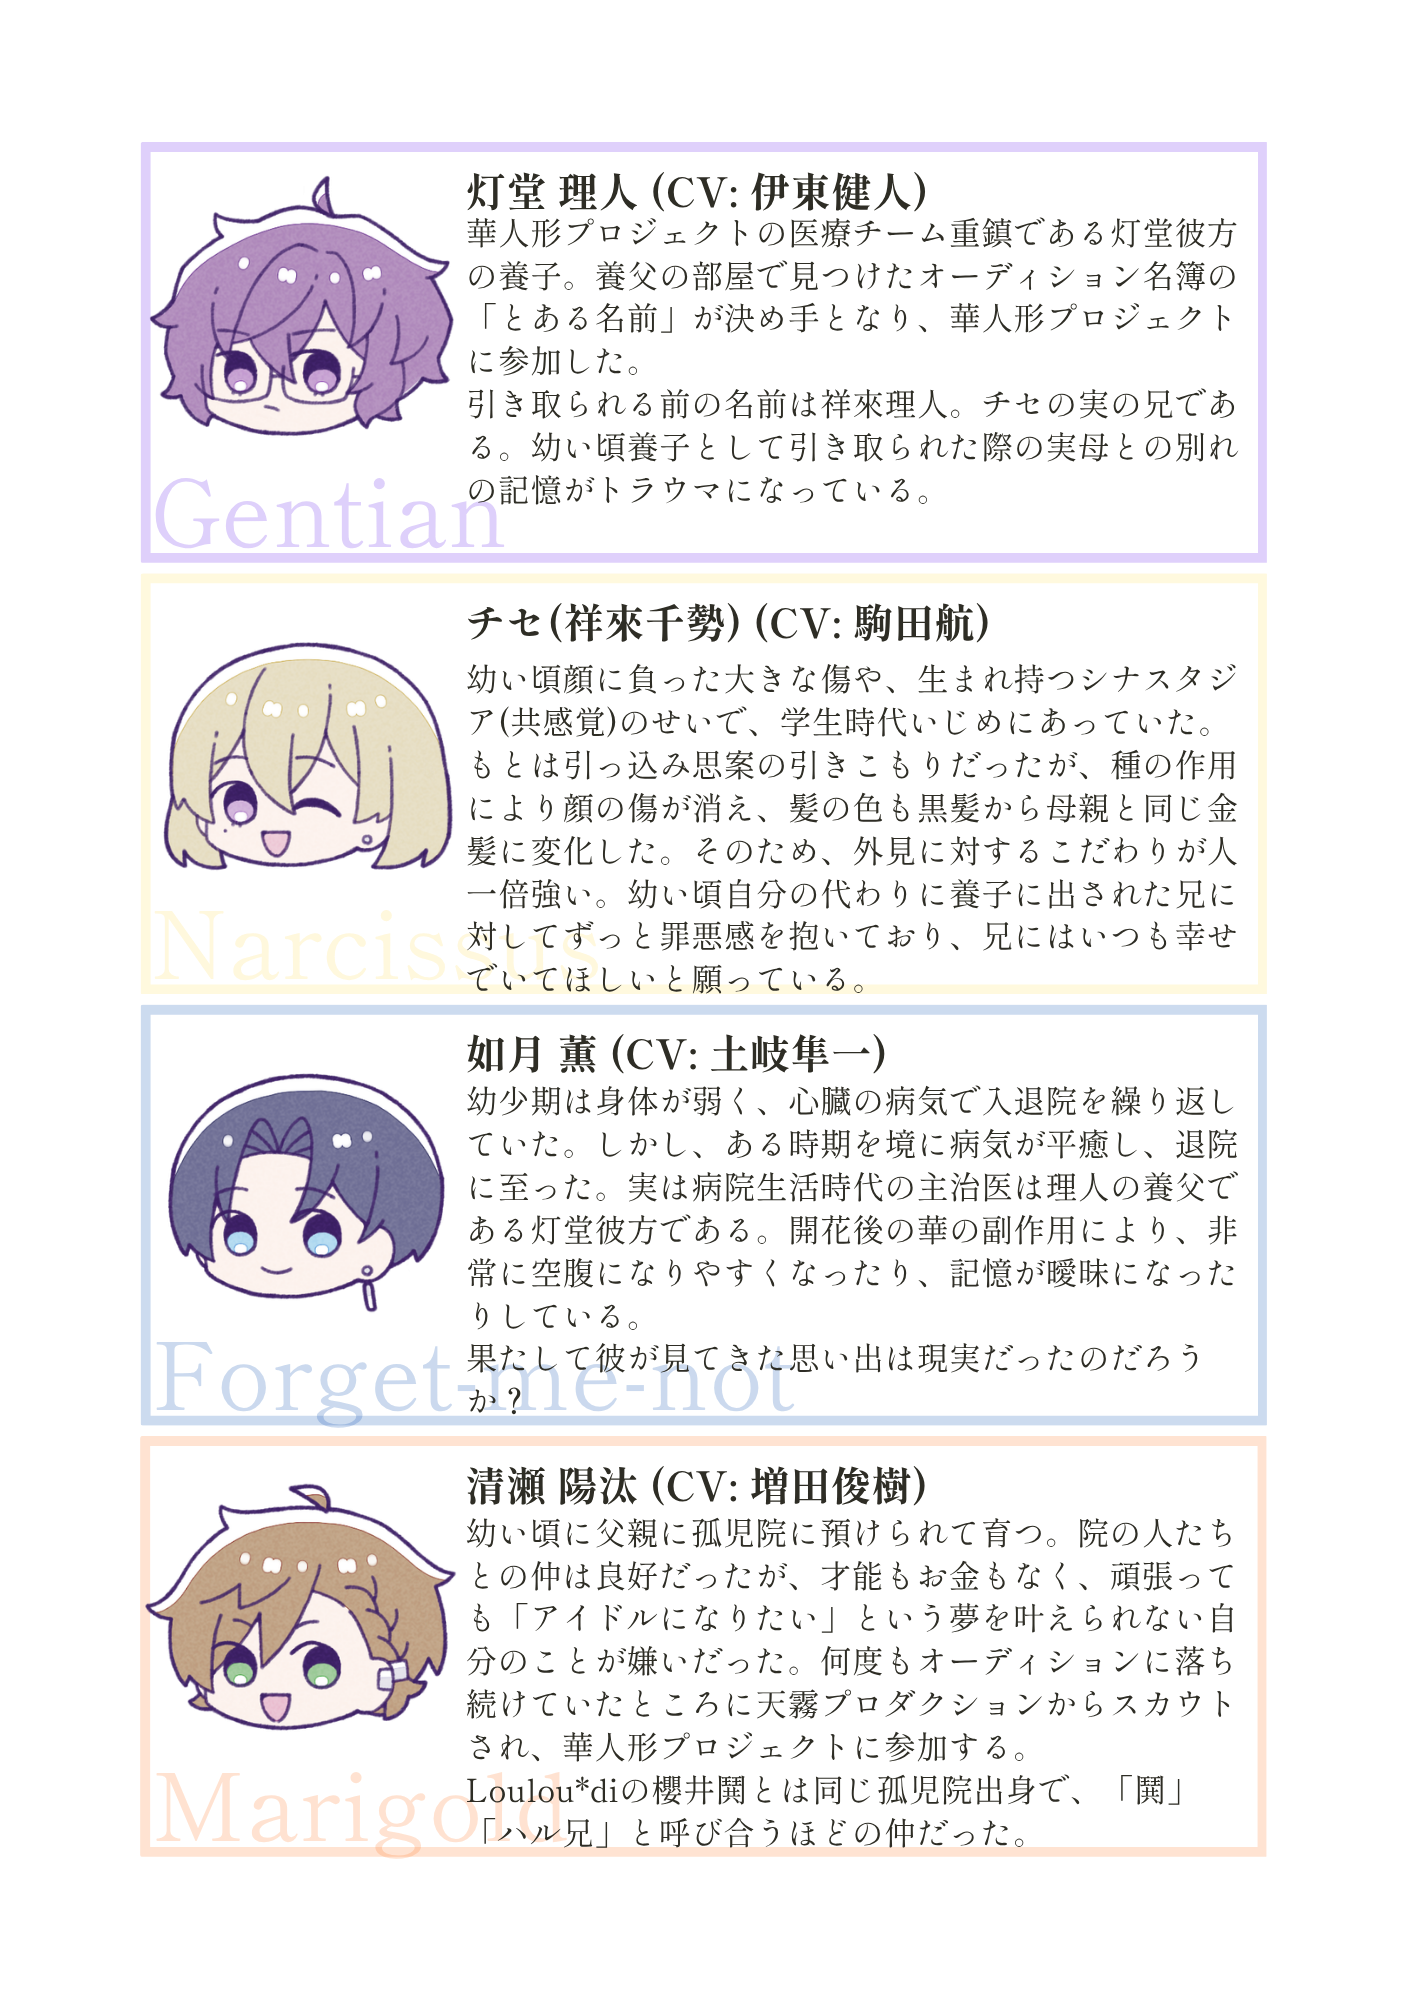 灯堂 理人 (CV: 伊東健人)
華人形プロジェクトの医療チーム重鎮である灯堂彼方
の養子。養父の部屋で見つけたオーディション名簿の
「とある名前」が決め手となり、華人形プロジェクト
に参加した。
引き取られる前の名前は祥來理人。チセの実の兄であ
る。幼い頃養子として引き取られた際の実母との別れ
の記憶がトラウマになっている。
Gentian
チセ(祥來千勢) (CV: 駒田航)
幼い頃顔に負った大きな傷や、生まれ持つシナスタジ
ア(共感覚)のせいで、学生時代いじめにあっていた。
もとは引っ込み思案の引きこもりだったが、種の作用
により顔の傷が消え、髪の色も黒髪から母親と同じ金
髪に変化した。そのため、外見に対するこだわりが人
一倍強い。幼い頃自分の代わりに養子に出された兄に
対してずっと罪悪感を抱いており、兄にはいつも幸せ
でいてほしいと願っている。
Narcissus
如月 薫 (CV: 土岐隼一)
幼少期は身体が弱く、心臓の病気で入退院を繰り返し
ていた。しかし、ある時期を境に病気が平癒し、退院
に至った。実は病院生活時代の主治医は理人の養父で
ある灯堂彼方である。開花後の華の副作用により、非
常に空腹になりやすくなったり、記憶が曖昧になった
りしている。
果たして彼が見てきた思い出は現実だったのだろう
か？
Forget-me-not
清瀬 陽汰 (CV: 増田俊樹)
幼い頃に父親に孤児院に預けられて育つ。院の人たち
との仲は良好だったが、才能もお金もなく、頑張って
も「アイドルになりたい」という夢を叶えられない自
分のことが嫌いだった。何度もオーディションに落ち
続けていたところに天霧プロダクションからスカウト
され、華人形プロジェクトに参加する。
Loulou*diの櫻井鬨とは同じ孤児院出身で、「鬨」
「ハル兄」と呼び合うほどの仲だった。
Marigold